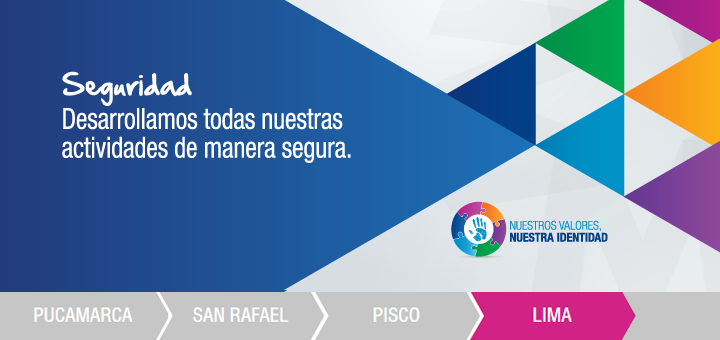 Seguridad
Desarrollamos todas nuestras
actividades de manera segura.
NUESTROS VALORES,
NUESTRA IDENTIDAD
PUCAMARCA
SAN RAFAEL
PISCO
LIMA